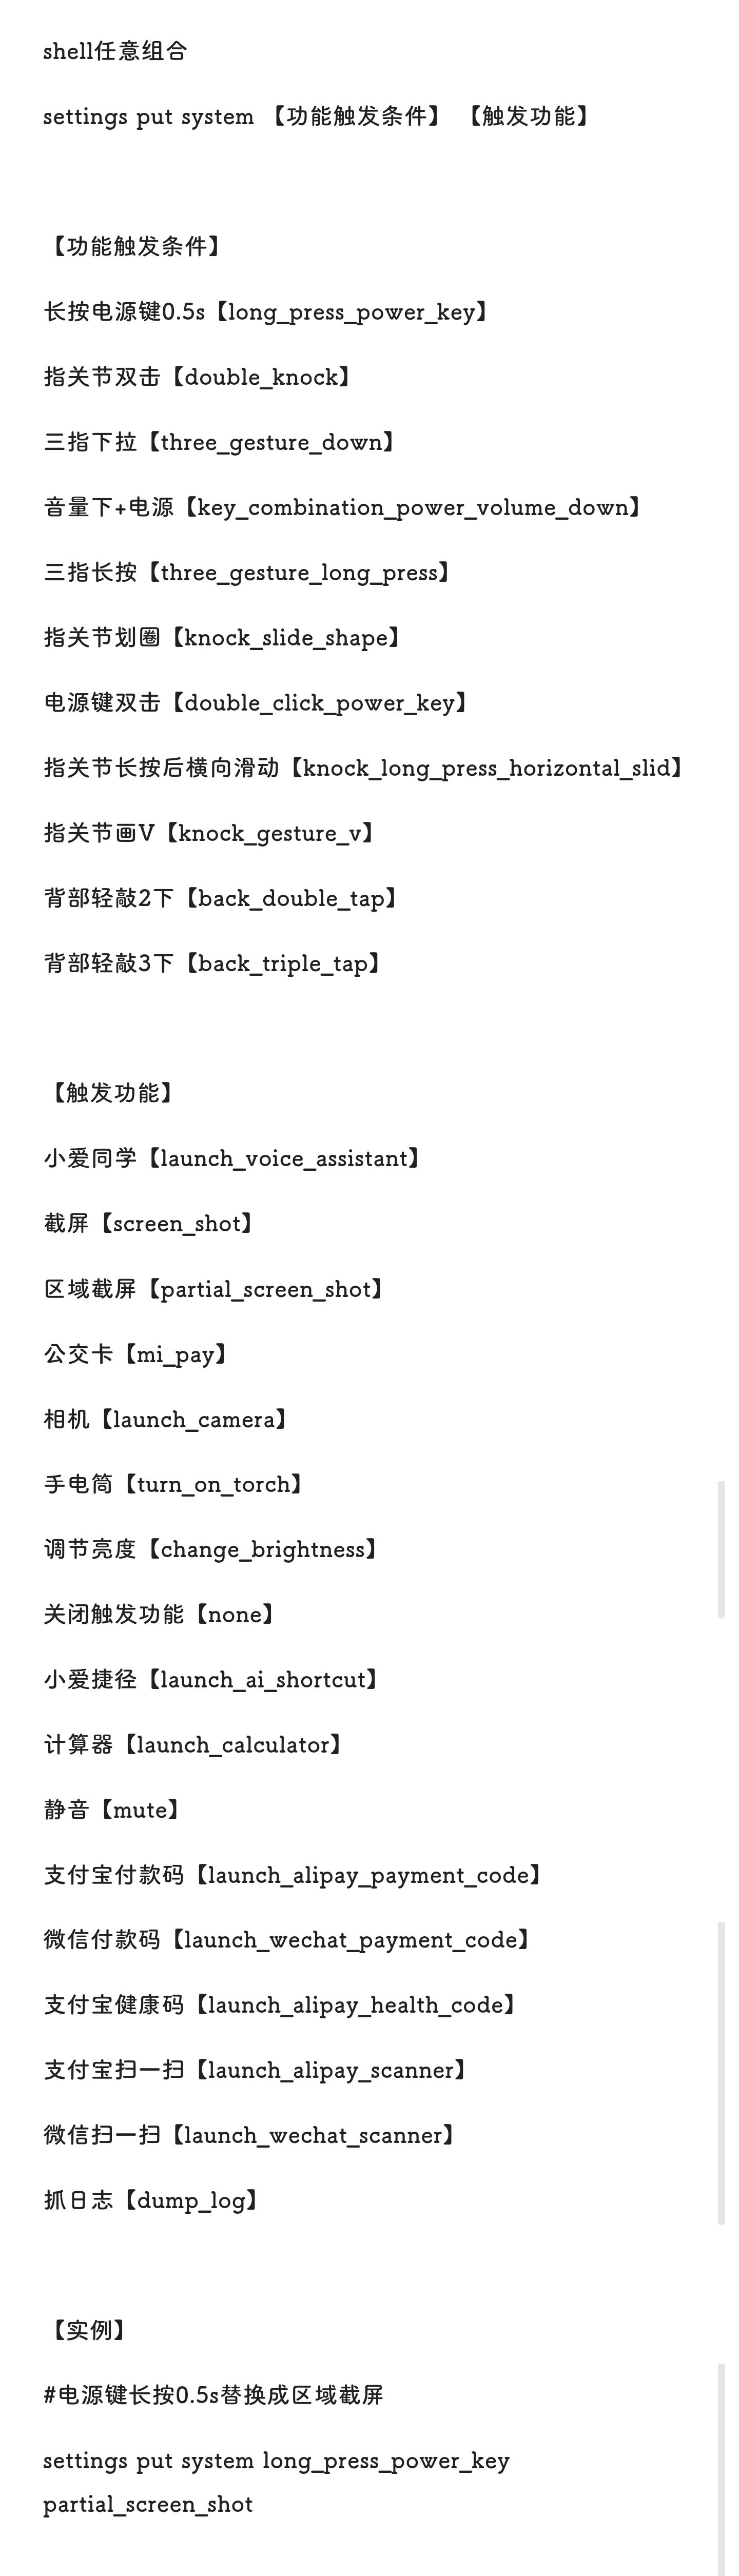 shell任意组合
settings put system 【功能触发条件】 【触发功能】
【功能触发条件】
长按电源键0.5s【long_press_power_key】
指关节双击【double_knock】
三指下拉【three_gesture_down】
音量下+电源【key_combination_power_volume_down】
三指长按【three_gesture_long_press】
指关节划圈【knock_slide_shape】
电源键双击【double_click_power_key】
指关节长按后横向滑动【knock_long_press_horizontal_slid】
指关节画V【knock_gesture_v】
背部轻敲2下【back_double_tap】
背部轻敲3下【back_triple_tap】
【触发功能】
小爱同学【launch_voice_assistant】
截屏【screen_shot】
区域截屏【partial_screen_shot】
公交卡【mi_pay】
相机【launch_camera】
手电筒【turn_on_torch】
调节亮度【change_brightness】
关闭触发功能【none】
小爱捷径【launch_ai_shortcut】
计算器【launch_calculator】
静音【mute】
支付宝付款码【launch_alipay_payment_code】
微信付款码【launch_wechat_payment_code】
支付宝健康码【launch_alipay_health_code】
支付宝扫一扫【launch_alipay_scanner】
微信扫一扫【launch_wechat_scanner】
抓日志【dump_log】
【实例】
#电源键长按0.5s替换成区域截屏
settings put system long_press_power_key
partial_screen_shot